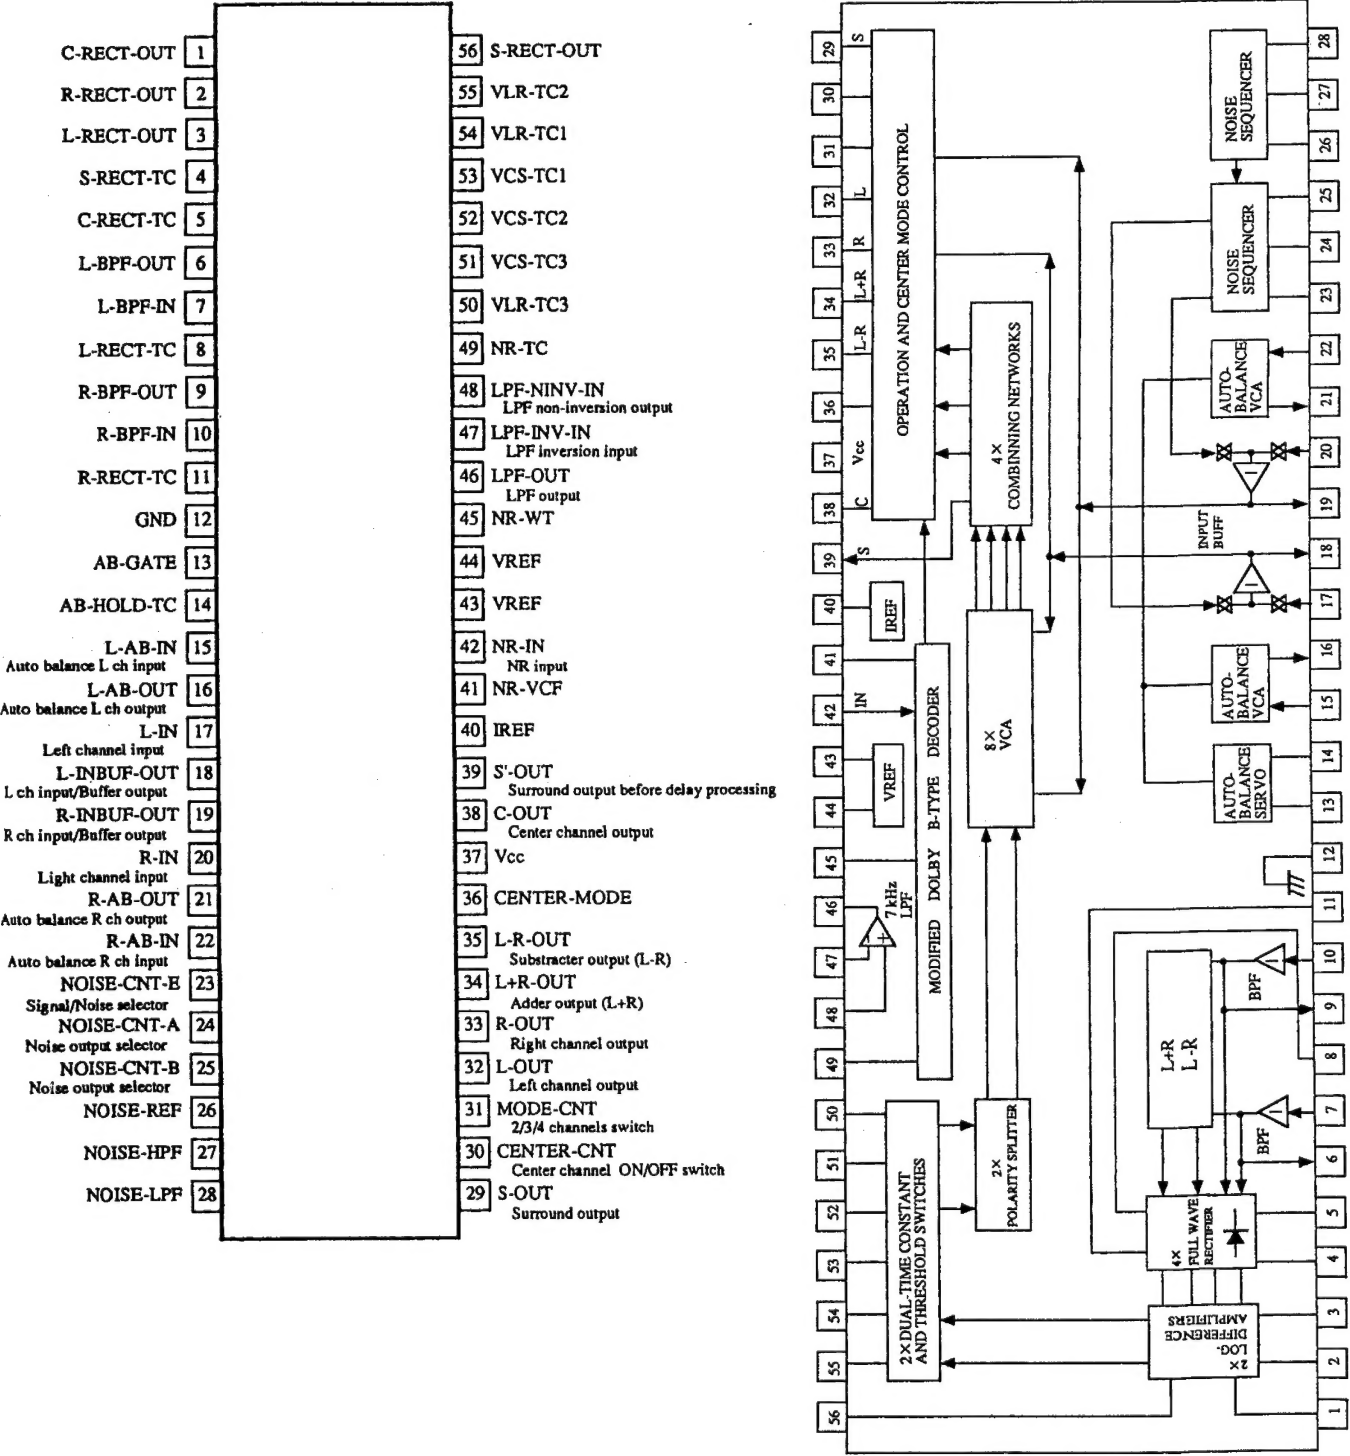 C-RECT-OUT 1
R-RECT-OUT 2
L-RECT-OUT 3
S-RECT-TC 4
C-RECT-TC 5
L-BPF-OUT 6
L-BPF-IN 7
L-RECT-TC 8
R-BPF-OUT 9
R-BPF-IN 10
R-RECT-TC 11
GND 12
AB-GATE 13
AB-HOLD-TC 14
L-AB-IN 15
Auto balance L ch input
L-AB-OUT 16
Auto balance L ch output
L-IN 17
Left channel input
L-INBUF-OUT 18
L ch input/Buffer output
R-INBUF-OUT 19
R ch input/Buffer output
R-IN 20
Light channel input
R-AB-OUT 21
Auto balance R ch output
R-AB-IN 22
Auto balance R ch input
NOISE-CNT-E 23
Signal/Noise selector
NOISE-CNT-A 24
Noise output selector
NOISE-CNT-B 25
Noise output selector
NOISE-REF 26
NOISE-HPF 27
NOISE-LPF 28
56 S-RECT-OUT
55 VLR-TC2
54 VLR-TC1
53 VCS-TC1
52 VCS-TC2
51 VCS-TC3
50 VLR-TC3
49 NR-TC
48 LPF-NINV-IN
LPF non-inversion output
47 LPF-INV-IN
LPF inversion input
46 LPF-OUT
LPF output
45 NR-WT
44 VREF
43 VREF
42 NR-IN
NR input
41 NR-VCF
40 IREF
39 S'-OUT
Surround output before delay processing
38 C-OUT
Center channel output
37 Vcc
36 CENTER-MODE
35 L-R-OUT
Substracter output (L-R)
34 L+R-OUT
Adder output (L+R)
33 R-OUT
Right channel output
32 L-OUT
Left channel output
31 MODE-CNT
2/3/4 channels switch
30 CENTER-CNT
Center channel ON/OFF switch
29 S-OUT
Surround output
29 S
30
31
32 L
33 R
34 L+R
35 L-R
36
37 Vcc
38 C
39 S
40
41
42 IN
43
44
45
46
47
48
49
50
51
52
53
54
55
56
OPERATION AND CENTER MODE CONTROL
4×
COMBINNING NETWORKS
IREF
VREF
MODIFIED DOLBY B-TYPE DECODER
7kHz
LPF
- +
8×
VCA
2×
POLARITY SPLITTER
2×DUAL-TIME CONSTANT
AND THRESHOLD SWITCHES
NOISE
SEQUENCER
NOISE
SEQUENCER
AUTO-
BALANCE
VCA
INPUT
BUFF
AUTO-
BALANCE
VCA
AUTO-
BALANCE
SERVO
L+R
L-R
BPF
BPF
4×
FULL WAVE
RECTIFIER
2×
LOG.
DIFFERENCE
AMPLIFIERS
28
27
26
25
24
23
22
21
20
19
18
17
16
15
14
13
12
11
10
9
8
7
6
5
4
3
2
1